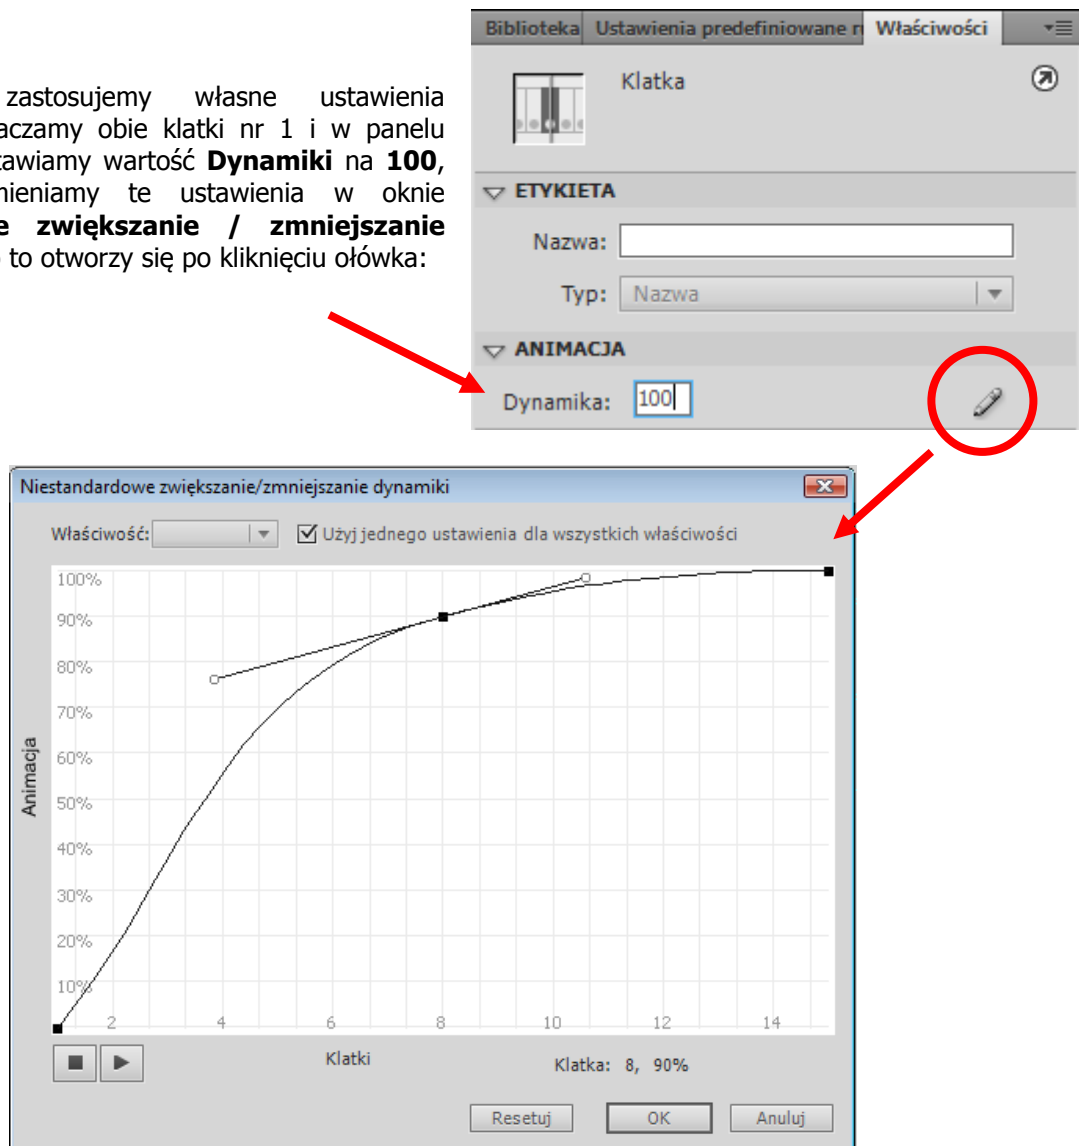 Biblioteka Ustawienia predefiniowane Właściwości
Klatka
zastosujemy własne ustawienia
obie klatki nr 1 i w panelu
wartość Dynamiki na 100,
te ustawienia w oknie
zwiększanie / zmniejszanie
to otworzy się po kliknięciu ołówka:
ETYKIETA
Nazwa:
Typ: Nazwa
ANIMACJA
Dynamika: 100
Niestandardowe zwiększanie/zmniejszanie dynamiki
Właściwość: Użyj jednego ustawienia dla wszystkich właściwości
100%
90%
80%
70%
60%
50%
40%
30%
20%
10%
Animacja
2 4 6 8 10 12 14
Klatki
Klatka: 8, 90%
Resetuj OK Anuluj